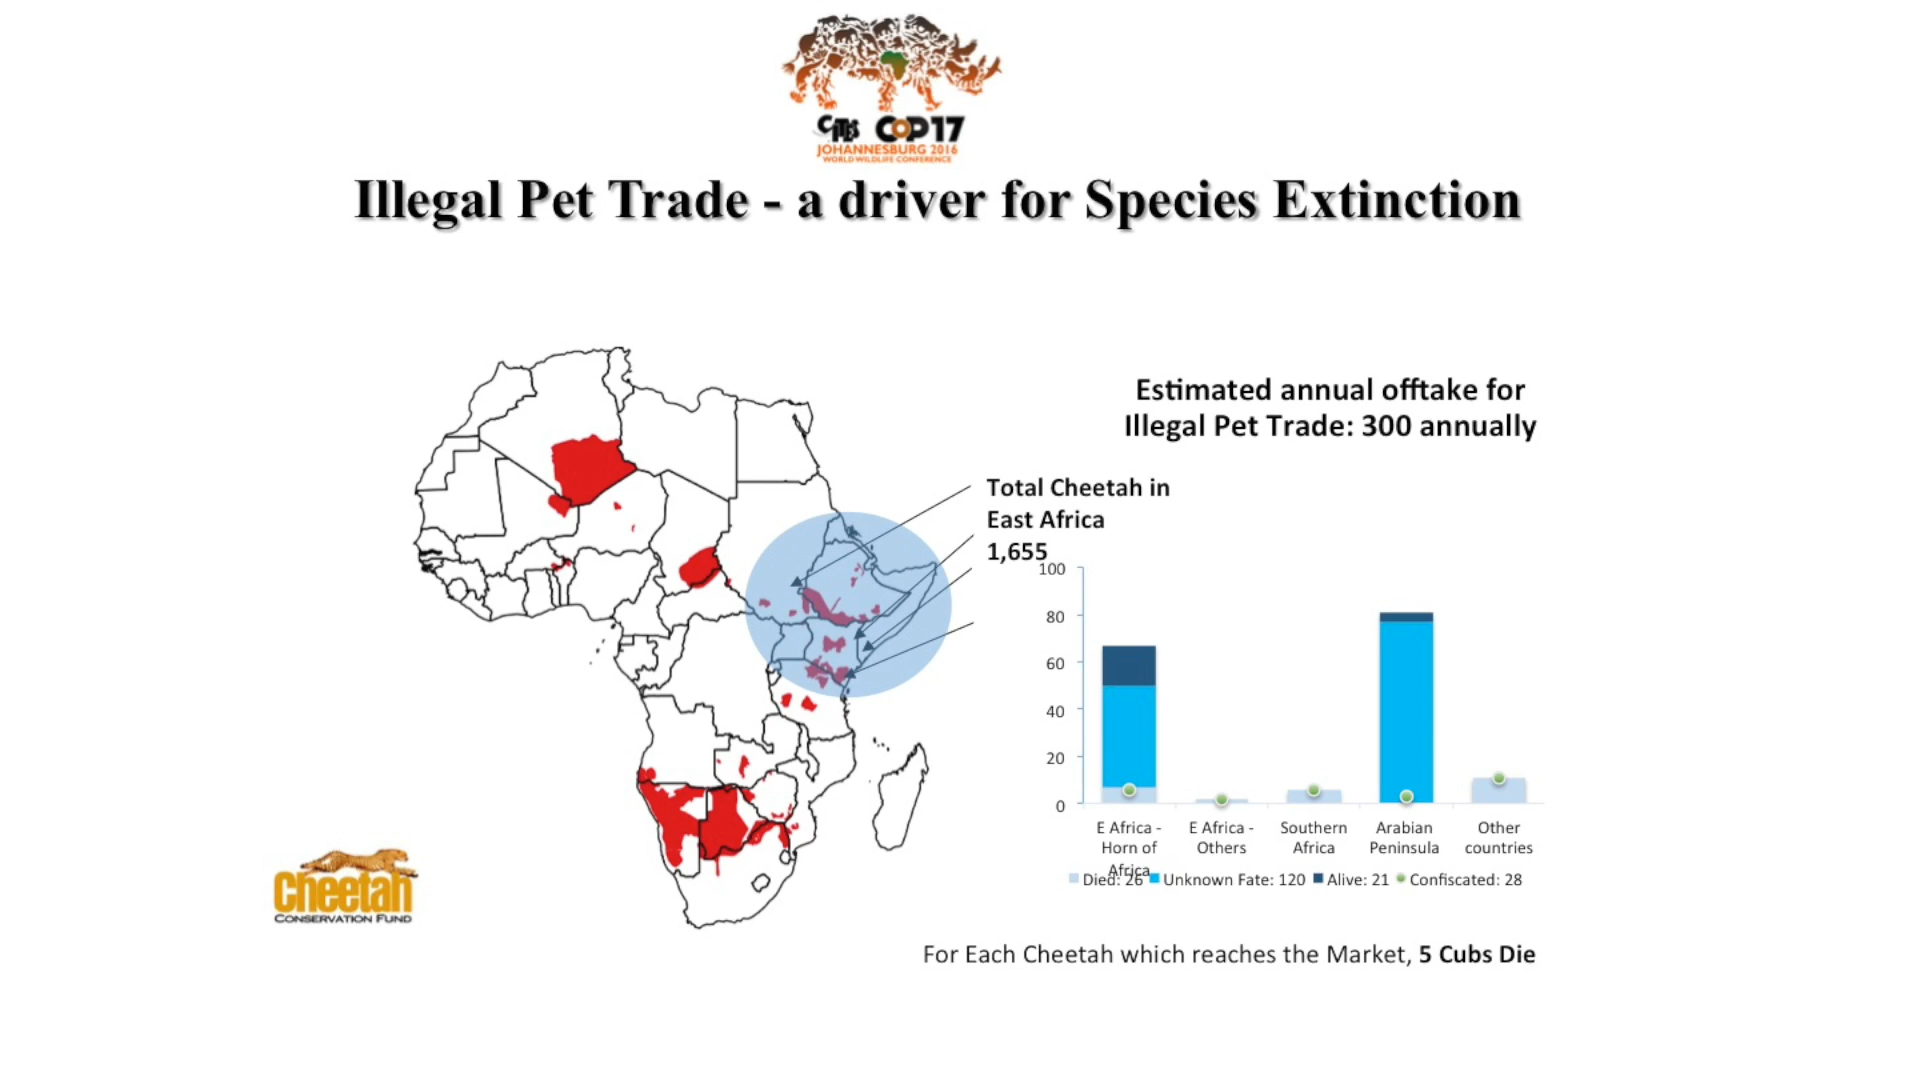 CITES COP17
JOHANNESBURG 2016
WORLD WILDLIFE CONFERENCE
Illegal Pet Trade - a driver for Species Extinction
Estimated annual offtake for
Illegal Pet Trade: 300 annually
Total Cheetah in
East Africa
1,655
100
80
60
40
20
0
E Africa -
Horn of
Africa
E Africa -
Others
Southern
Africa
Arabian
Peninsula
Other
countries
Died: 26 Unknown Fate: 120 Alive: 21 Confiscated: 28
Cheetah
CONSERVATION FUND
For Each Cheetah which reaches the Market, 5 Cubs Die